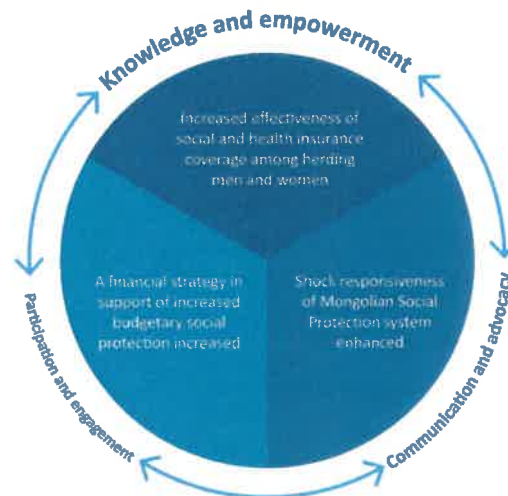 Knowledge and empowerment
Increased effectiveness of
social and health insurance
coverage among herding
men and women
A financial strategy in
support of increased
budgetary social
protection increased
Shock responsiveness
of Mongolian Social
Protection system
enhanced
Participation and engagement
Communication and advocacy